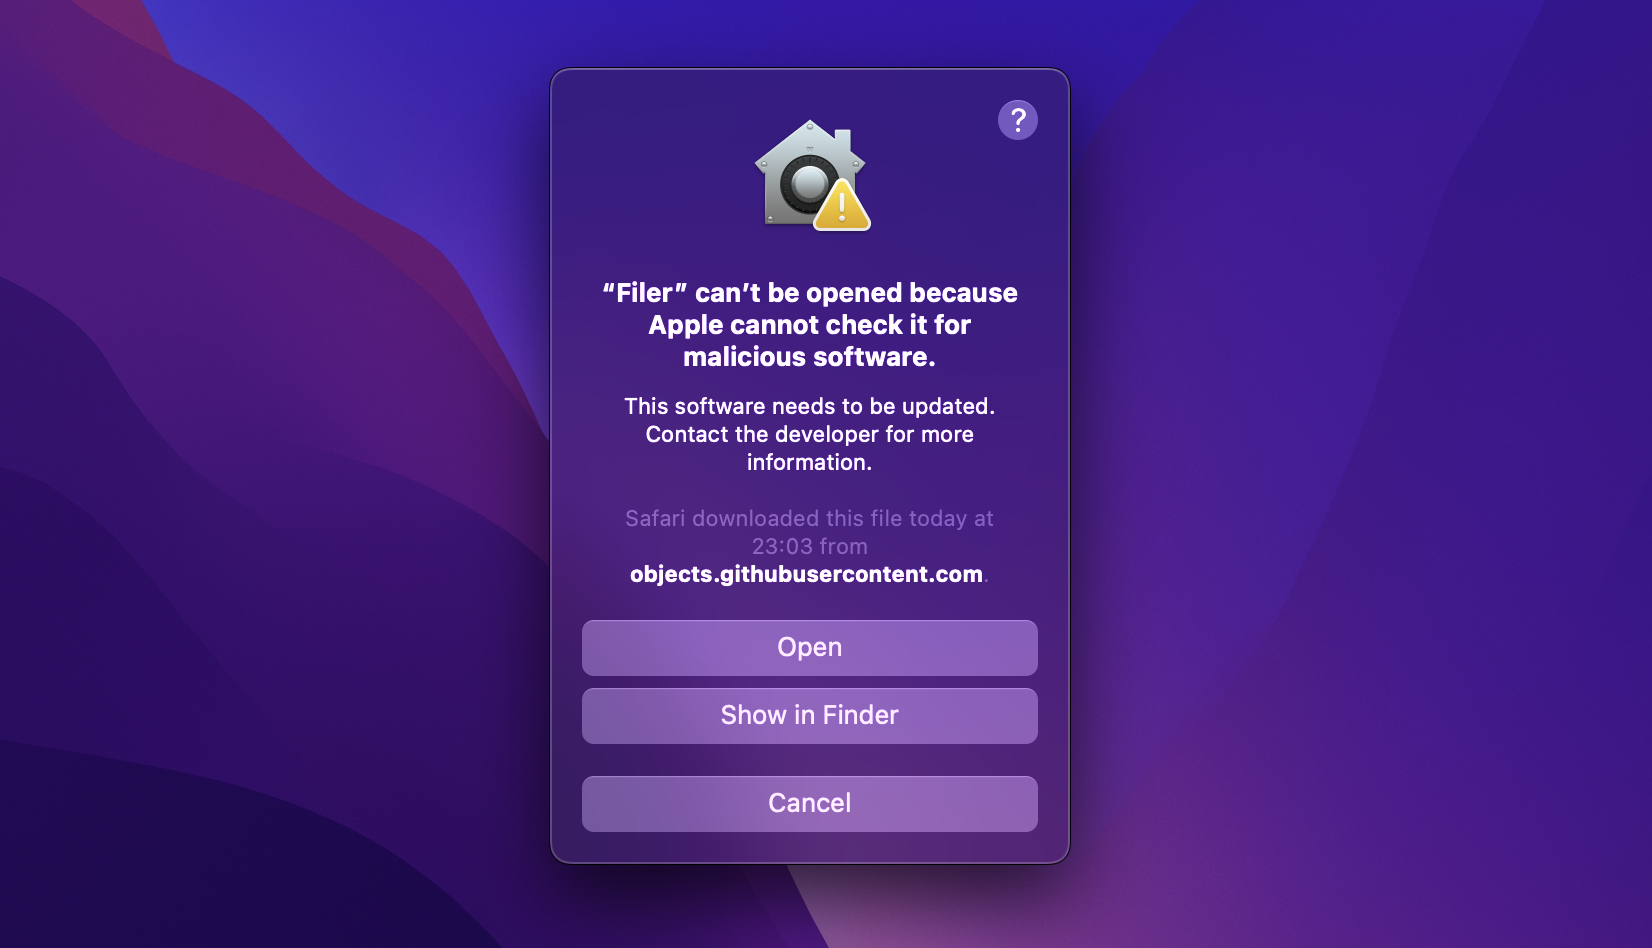 ?
“Filer” can’t be opened because
Apple cannot check it for
malicious software.
This software needs to be updated.
Contact the developer for more
information.
Safari downloaded this file today at
23:03 from
objects.githubusercontent.com.
Open
Show in Finder
Cancel